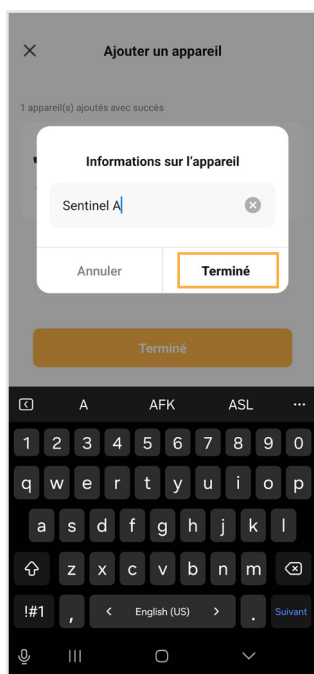 Ajouter un appareil
1 appareil(s) ajoutés avec succès
Informations sur l'appareil
Sentinel A
Annuler Terminé
Terminé
A AFK ASL ...
1 2 3 4 5 6 7 8 9 0
q w e r t y u i o p
a s d f g h j k l
z x c v b n m
!#1 , < English (US) > . Suivant